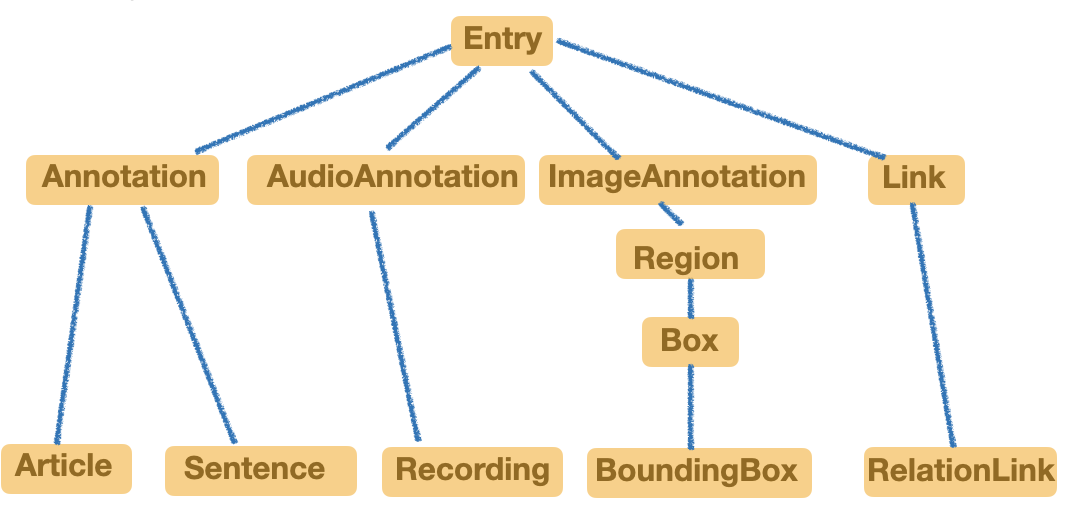 Entry
Annotation
AudioAnnotation
ImageAnnotation
Link
Region
Box
Article
Sentence
Recording
BoundingBox
RelationLink